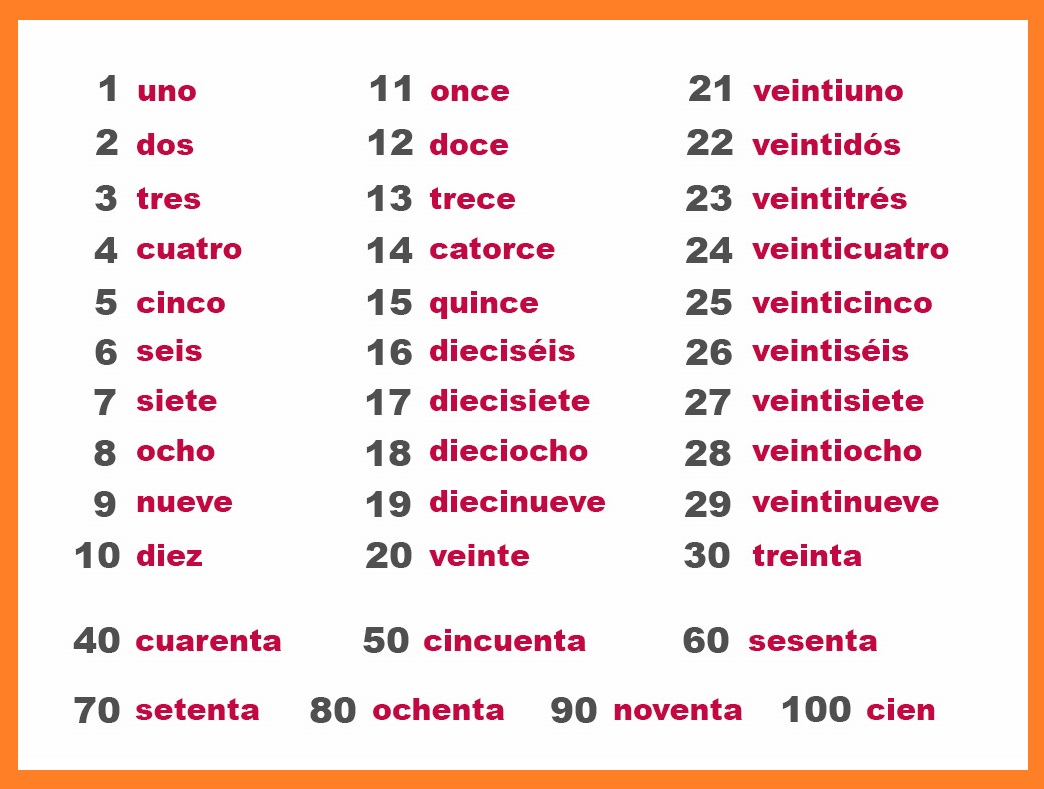 1 uno 11 once 21 veintiuno
2 dos 12 doce 22 veintidós
3 tres 13 trece 23 veintitrés
4 cuatro 14 catorce 24 veinticuatro
5 cinco 15 quince 25 veinticinco
6 seis 16 dieciséis 26 veintiséis
7 siete 17 diecisiete 27 veintisiete
8 ocho 18 dieciocho 28 veintiocho
9 nueve 19 diecinueve 29 veintinueve
10 diez 20 veinte 30 treinta
40 cuarenta 50 cincuenta 60 sesenta
70 setenta 80 ochenta 90 noventa 100 cien